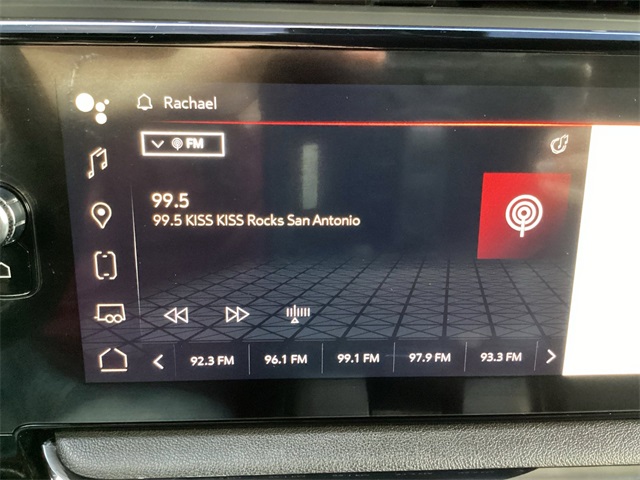 Rachael
FM
99.5
99.5 KISS KISS Rocks San Antonio
92.3 FM 96.1 FM 99.1 FM 97.9 FM 93.3 FM